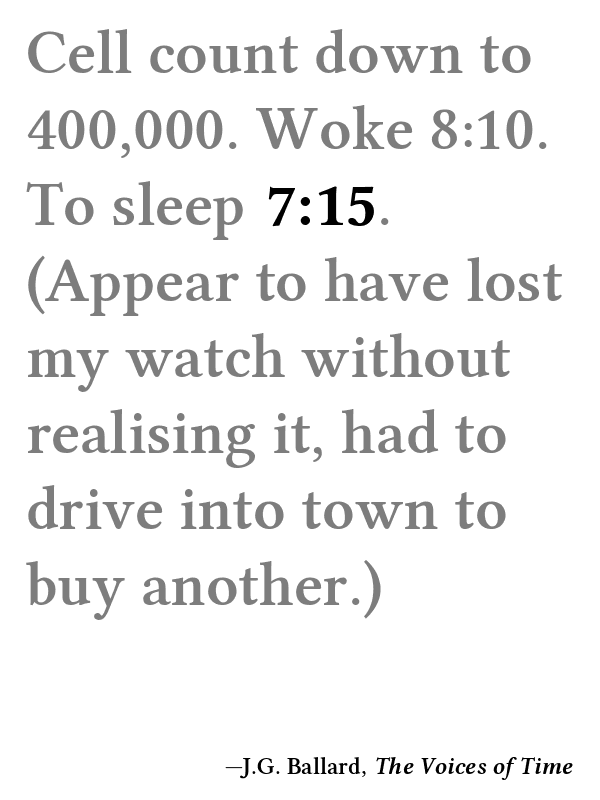 Cell count down to
400,000. Woke 8:10.
To sleep 7:15.
(Appear to have lost
my watch without
realising it, had to
drive into town to
buy another.)
—J.G. Ballard, The Voices of Time